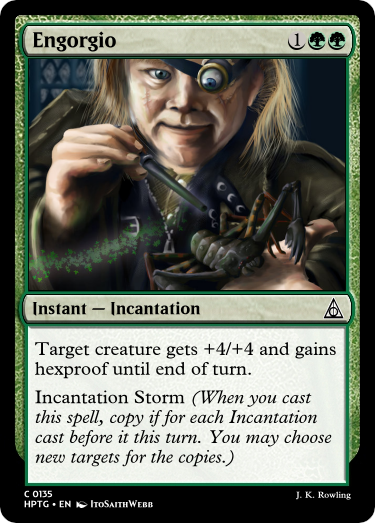 Engorgio 1
Instant — Incantation
Target creature gets +4/+4 and gains
hexproof until end of turn.
Incantation Storm (When you cast
this spell, copy if for each Incantation
cast before it this turn. You may choose
new targets for the copies.)
C 0135
J. K. Rowling
HPTG • EN ItoSaithWebb